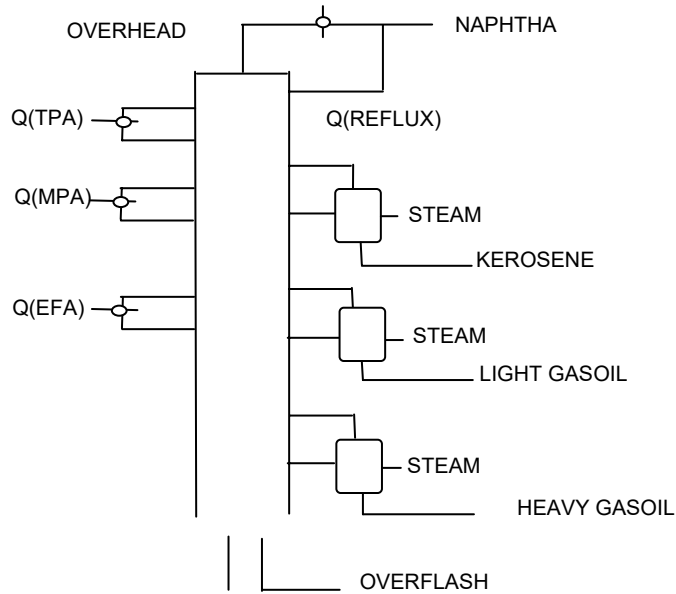 OVERHEAD
NAPHTHA
Q(TPA)
Q(REFLUX)
Q(MPA)
STEAM
KEROSENE
Q(EFA)
STEAM
LIGHT GASOIL
STEAM
HEAVY GASOIL
OVERFLASH